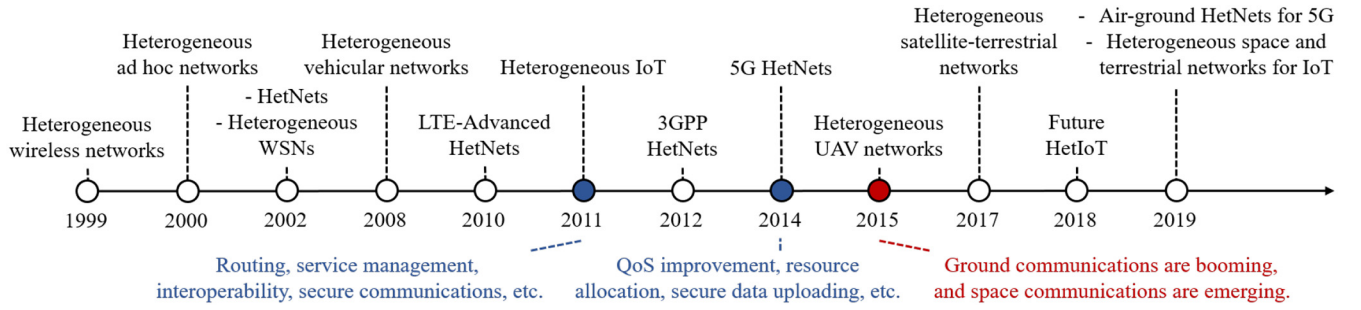 Heterogeneous
wireless networks
1999
Heterogeneous
ad hoc networks
2000
- HetNets
- Heterogeneous
WSNs
2002
Heterogeneous
vehicular networks
2008
LTE-Advanced
HetNets
2010
Heterogeneous IoT
2011
3GPP
HetNets
2012
5G HetNets
2014
Heterogeneous
UAV networks
2015
Heterogeneous
satellite-terrestrial
networks
2017
Future
HetIoT
2018
- Air-ground HetNets for 5G
- Heterogeneous space and
terrestrial networks for IoT
2019
Routing, service management,
interoperability, secure communications, etc.
QoS improvement, resource
allocation, secure data uploading, etc.
Ground communications are booming,
and space communications are emerging.